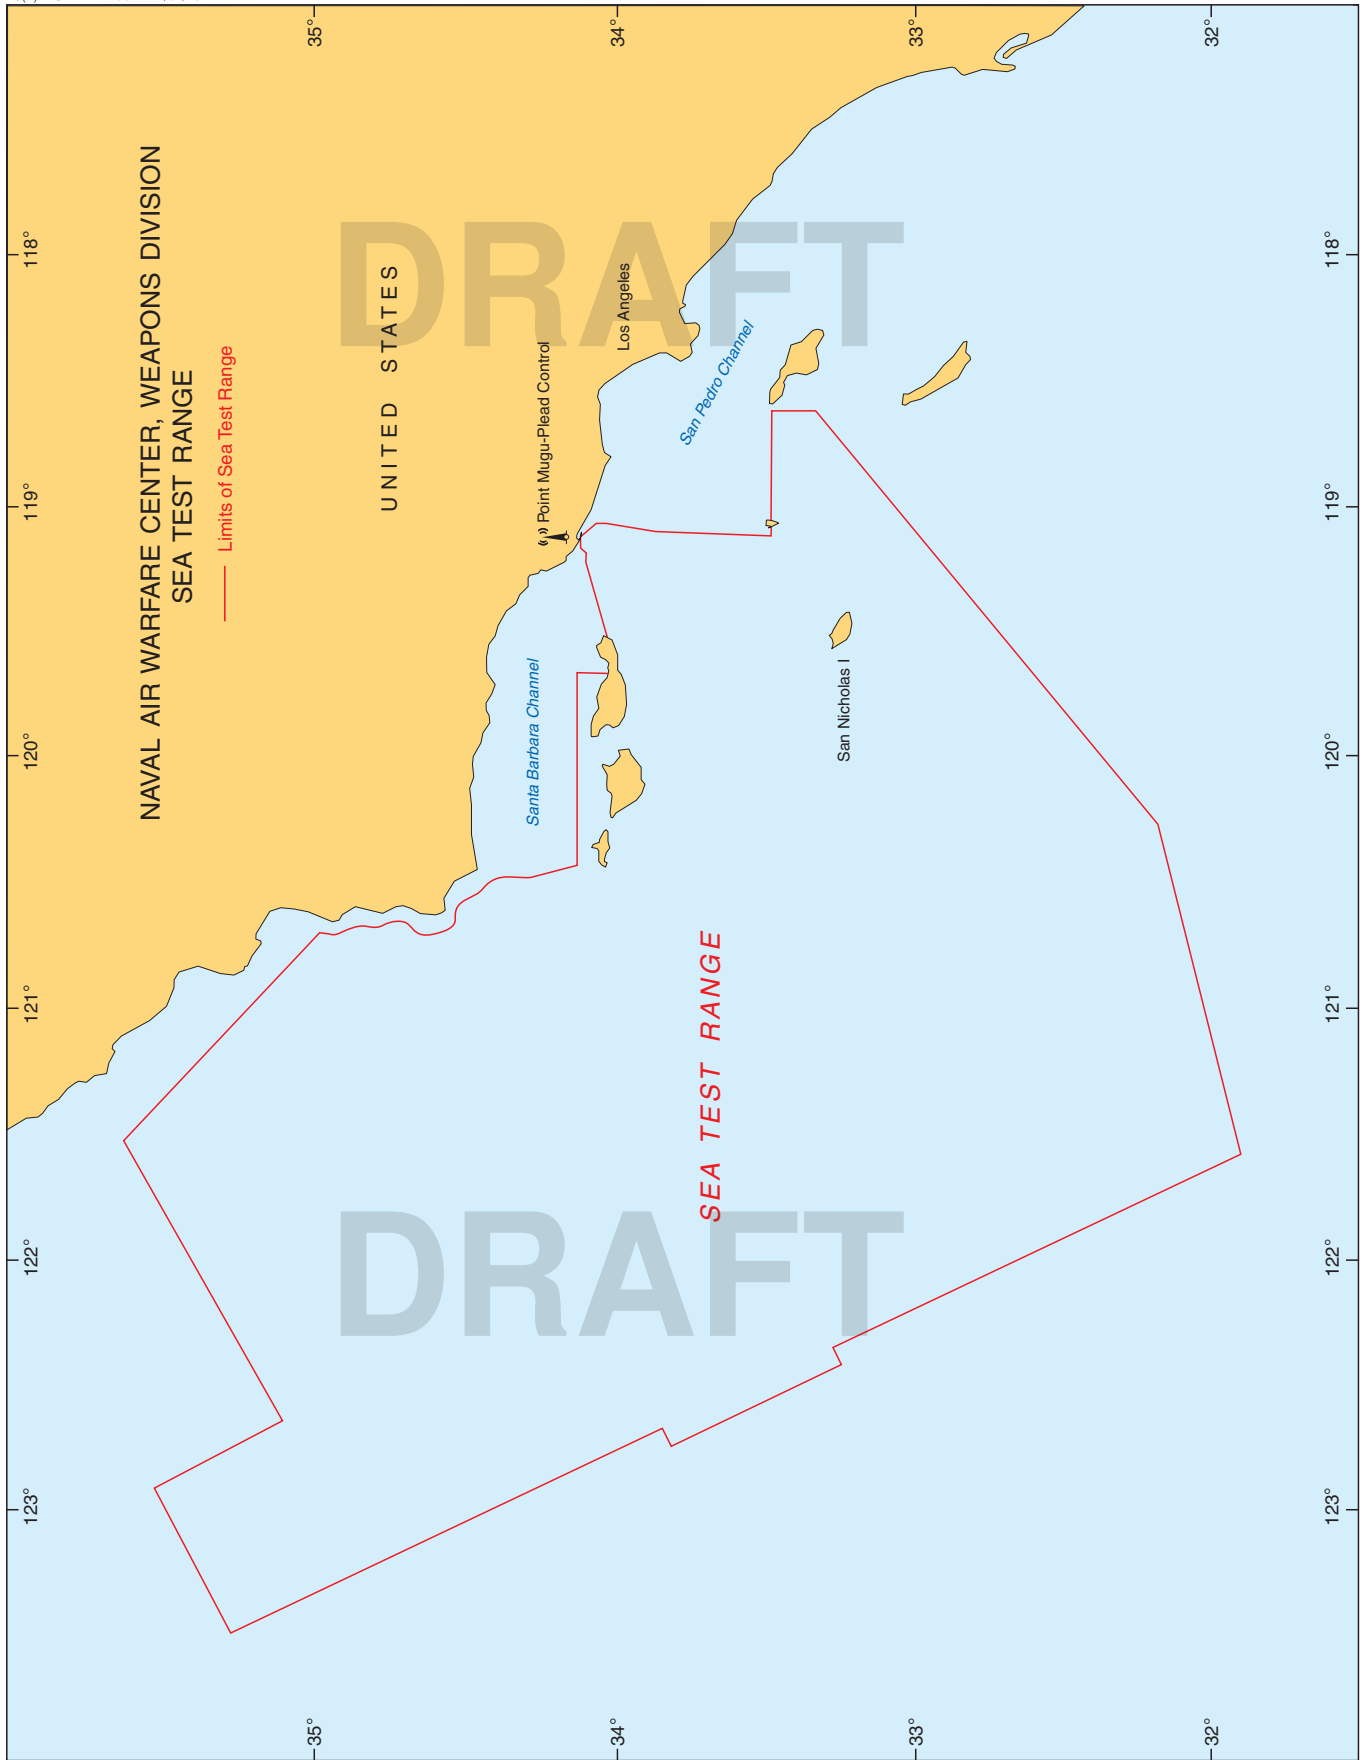 NAVAL AIR WARFARE CENTER, WEAPONS DIVISION
SEA TEST RANGE
Limits of Sea Test Range
123°
122°
121°
120°
119°
118°
35°
35°
UNITED STATES
DRAFT
DRAFT
Santa Barbara Channel
Point Mugu-Plead Control
34°
34°
Los Angeles
SEA TEST RANGE
San Pedro Channel
San Nicholas I
33°
33°
32°
32°
123°
122°
121°
120°
119°
118°